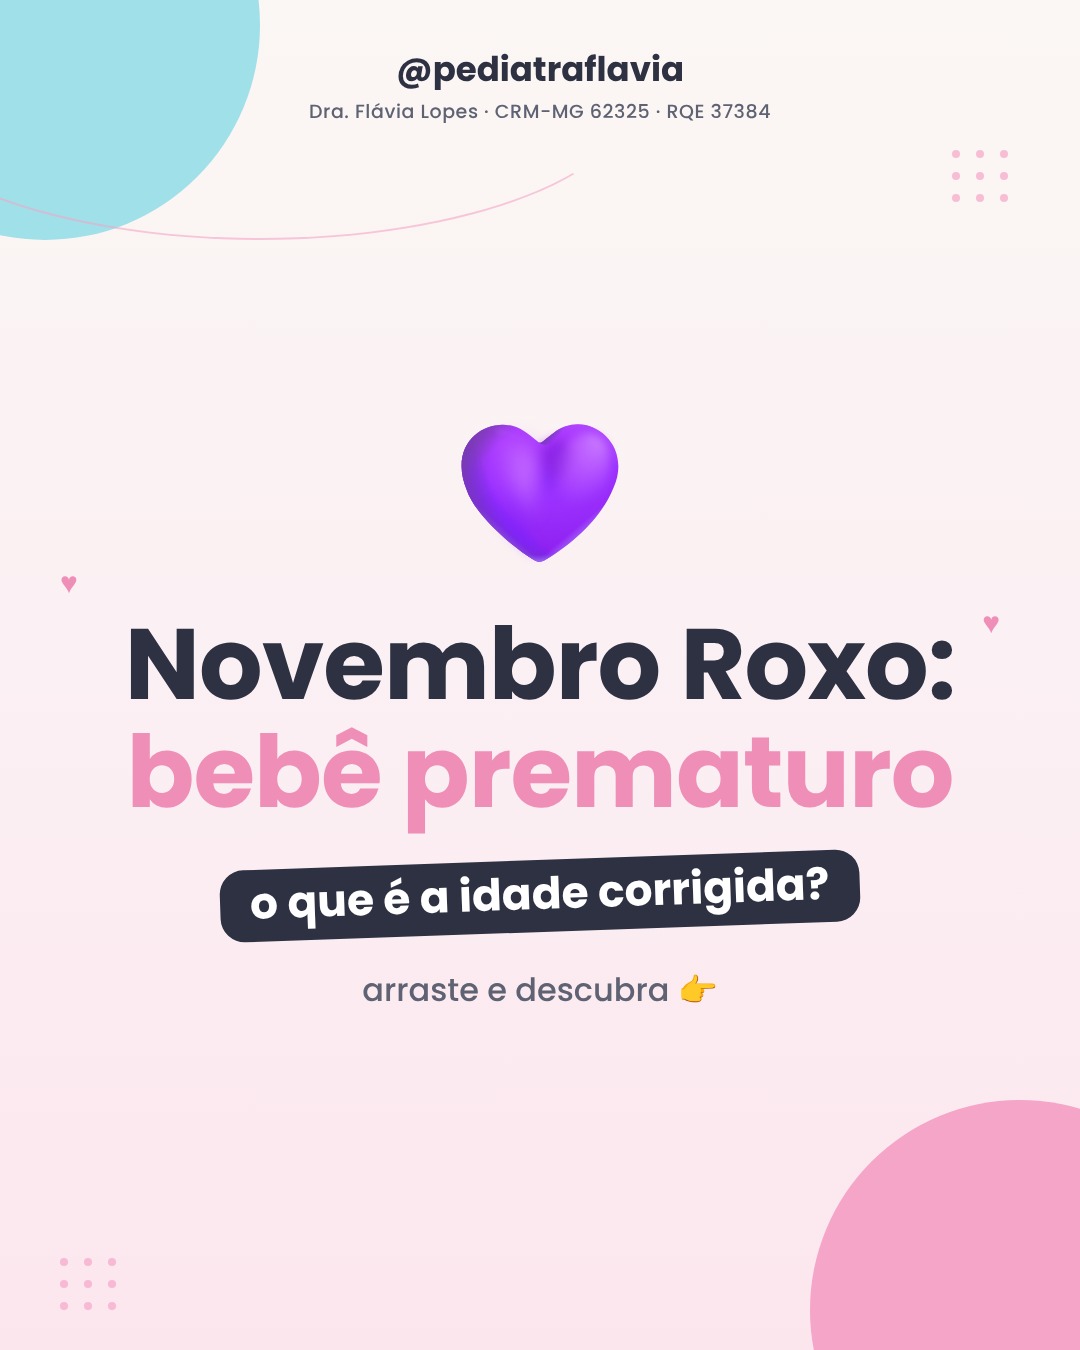 @pediatraflavia
Dra. Flávia Lopes · CRM-MG 62325 · RQE 37384
Novembro Roxo:
bebê prematuro
o que é a idade corrigida?
arraste e descubra 👉